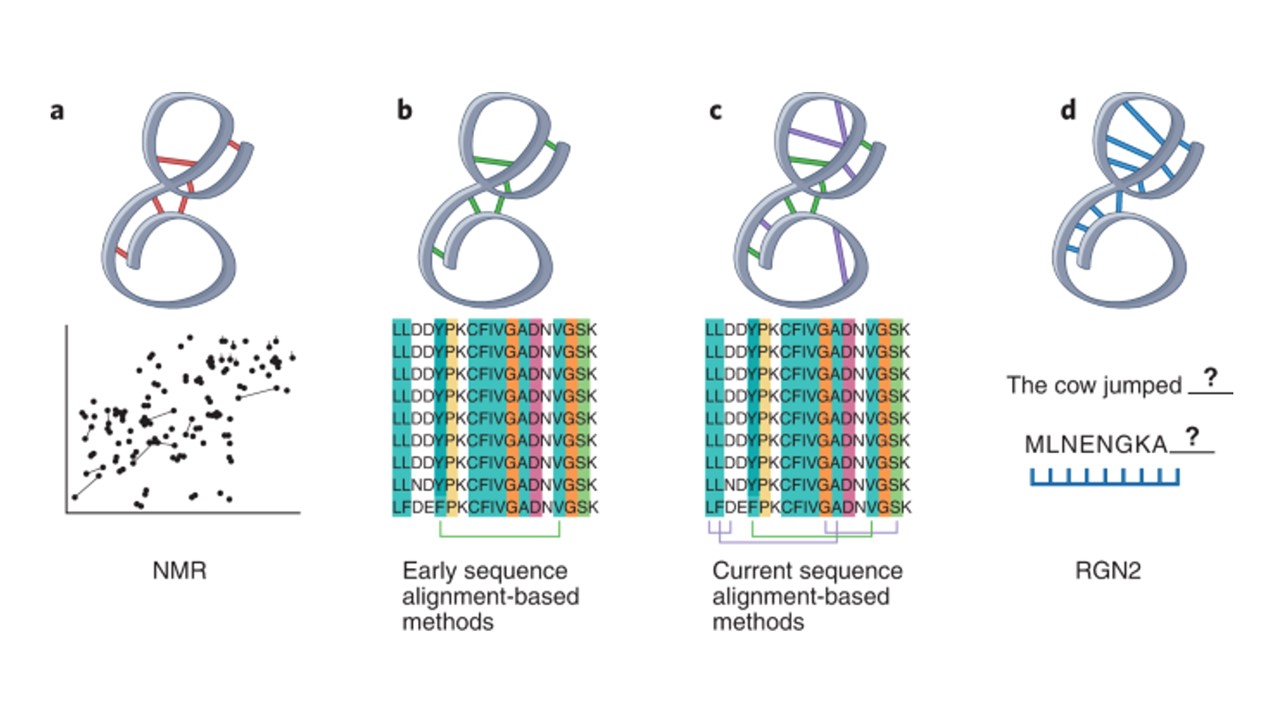 a
b
c
d
LLDDYPKCFIVGADNVGSK
LLDDYPKCFIVGADNVGSK
LLDDYPKCFIVGADNVGSK
LLDDYPKCFIVGADNVGSK
LLDDYPKCFIVGADNVGSK
LLDDYPKCFIVGADNVGSK
LLDDYPKCFIVGADNVGSK
LLNDYPKCFIVGADNVGSK
LFDEFPKCFIVGADNVGSK
LLDDYPKCFIVGADNVGSK
LLDDYPKCFIVGADNVGSK
LLDDYPKCFIVGADNVGSK
LLDDYPKCFIVGADNVGSK
LLDDYPKCFIVGADNVGSK
LLDDYPKCFIVGADNVGSK
LLDDYPKCFIVGADNVGSK
LLNDYPKCFIVGADNVGSK
LFDEFPKCFIVGADNVGSK
The cow jumped ?
MLNENGKA ?
NMR
Early sequence
alignment-based
methods
Current sequence
alignment-based
methods
RGN2